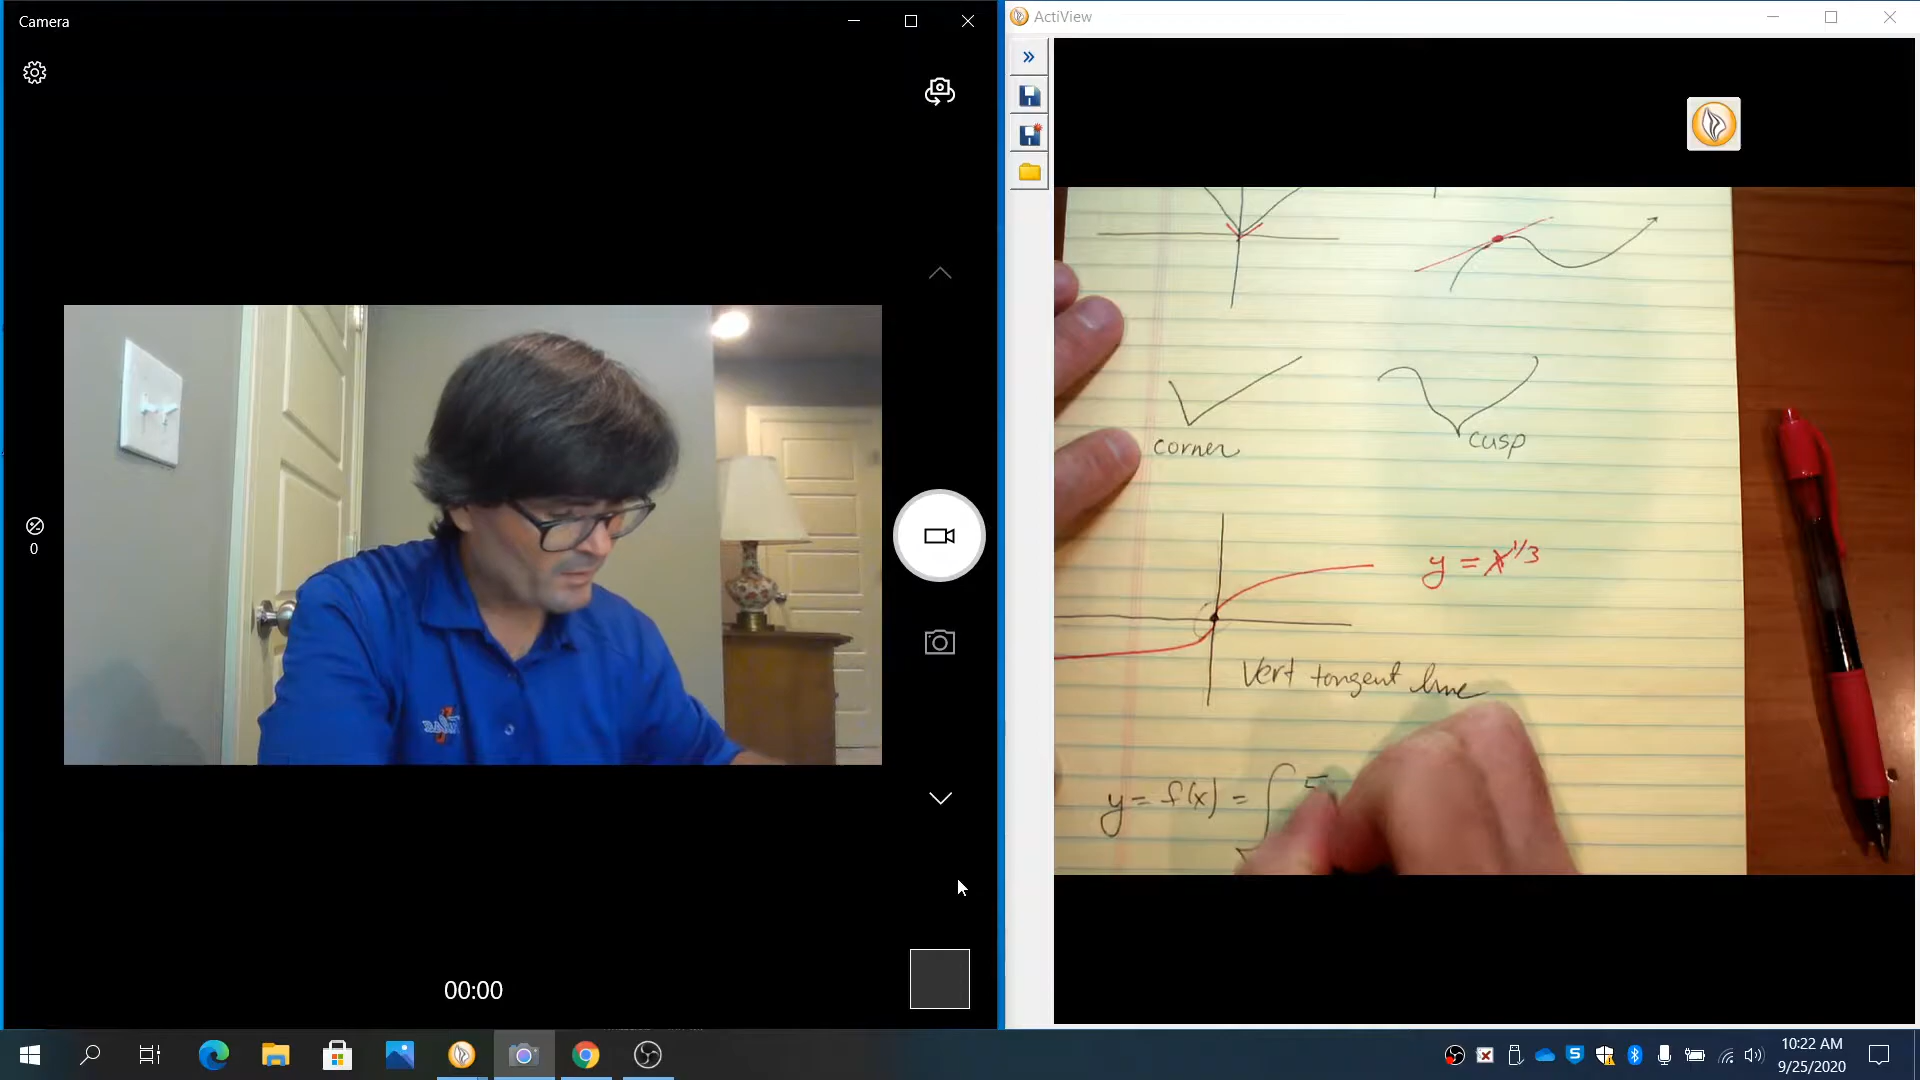 Camera
ActiView
corner
cusp
y = x^1/3
Vert tangent line
y = f(x) =
0
00:00
10:22 AM
9/25/2020